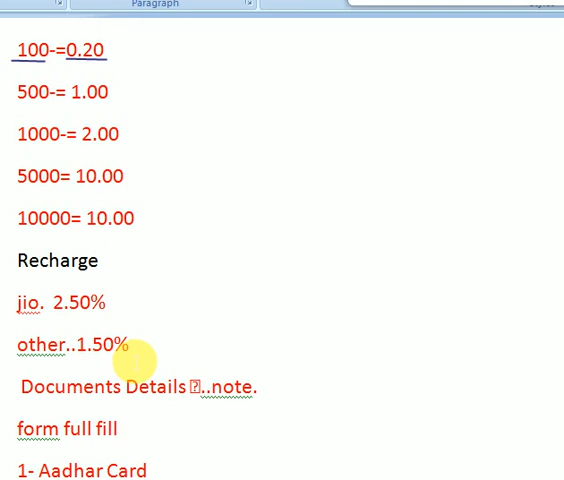 Paragraph
100-=0.20
500-= 1.00
1000-= 2.00
5000= 10.00
10000= 10.00
Recharge
jio.  2.50%
other..1.50%
Documents Details ..note.
form full fill
1- Aadhar Card